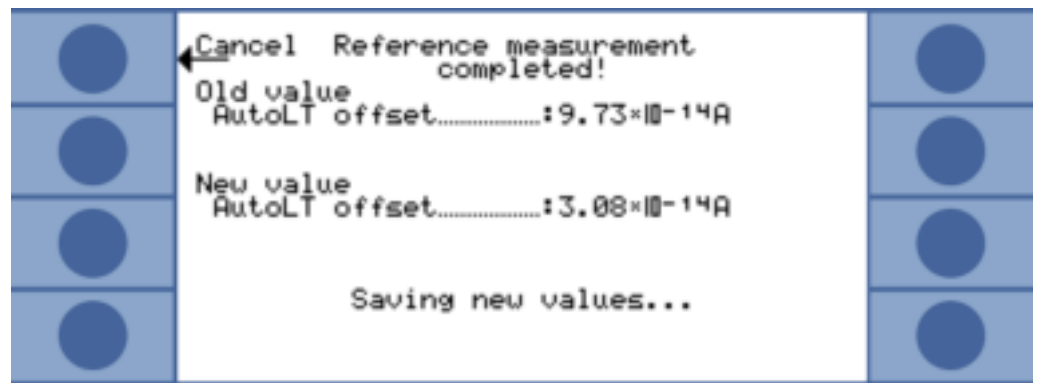 Cancel Reference measurement
completed!
Old value
AutoLT offset..................:9.73×10-14A
New value
AutoLT offset..................:3.08×10-14A
Saving new values...